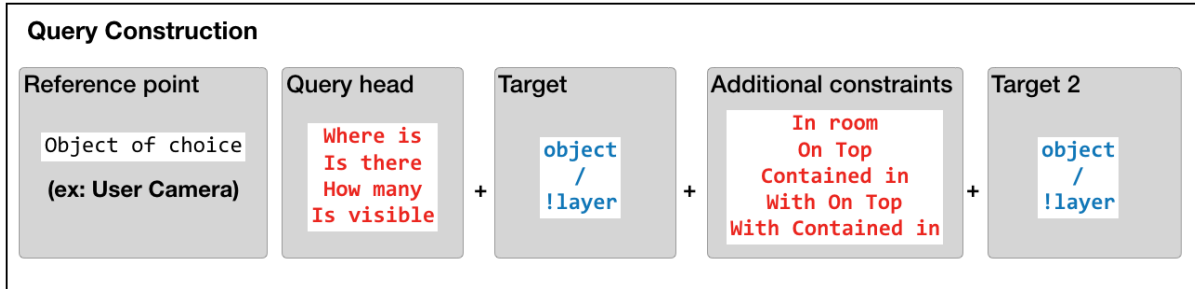 Query Construction
Reference point
Object of choice
(ex: User Camera)
Query head
Where is
Is there
How many
Is visible
+
Target
object
/
!layer
+
Additional constraints
In room
On Top
Contained in
With On Top
With Contained in
+
Target 2
object
/
!layer